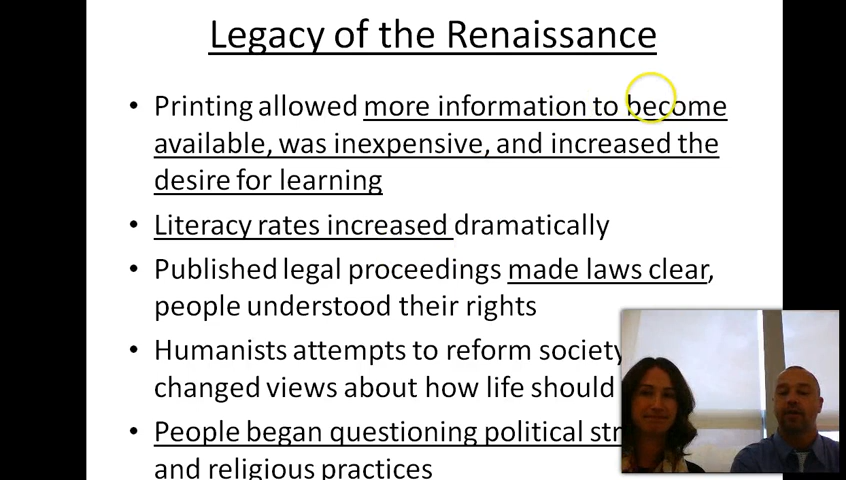 Legacy of the Renaissance
• Printing allowed more information to become
available, was inexpensive, and increased the
desire for learning
• Literacy rates increased dramatically
• Published legal proceedings made laws clear,
people understood their rights
• Humanists attempts to reform society
changed views about how life should
• People began questioning political
and religious practices